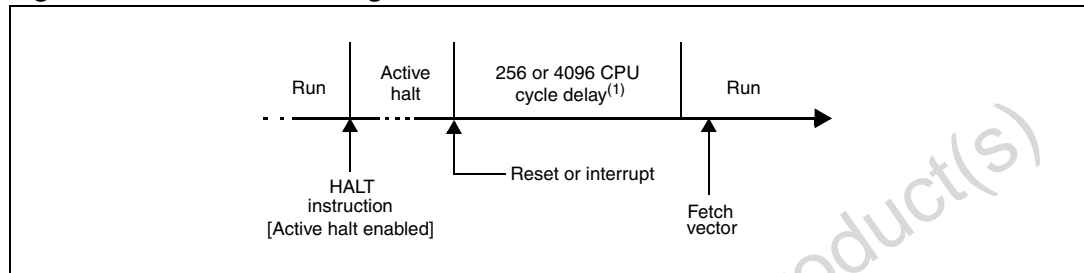 Run
Active
halt
256 or 4096 CPU
cycle delay(1)
Run
Reset or interrupt
HALT
instruction
[Active halt enabled]
Fetch
vector